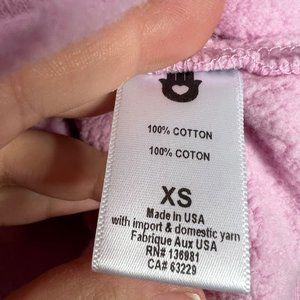 100% COTTON
100% COTON
XS
Made in USA
with import & domestic yarn
Fabrique Aux USA
RN# 136981
CA# 63229